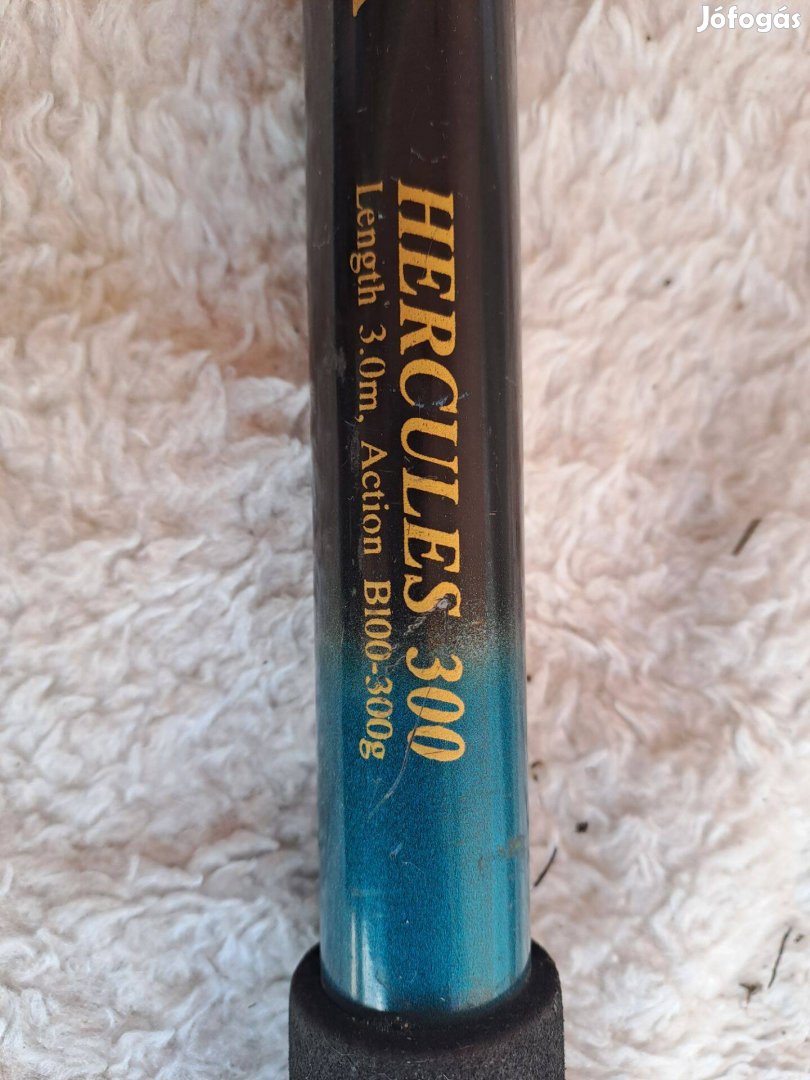 Jófogás
HERCULES 300
Length 3.0m, Action B100-300g